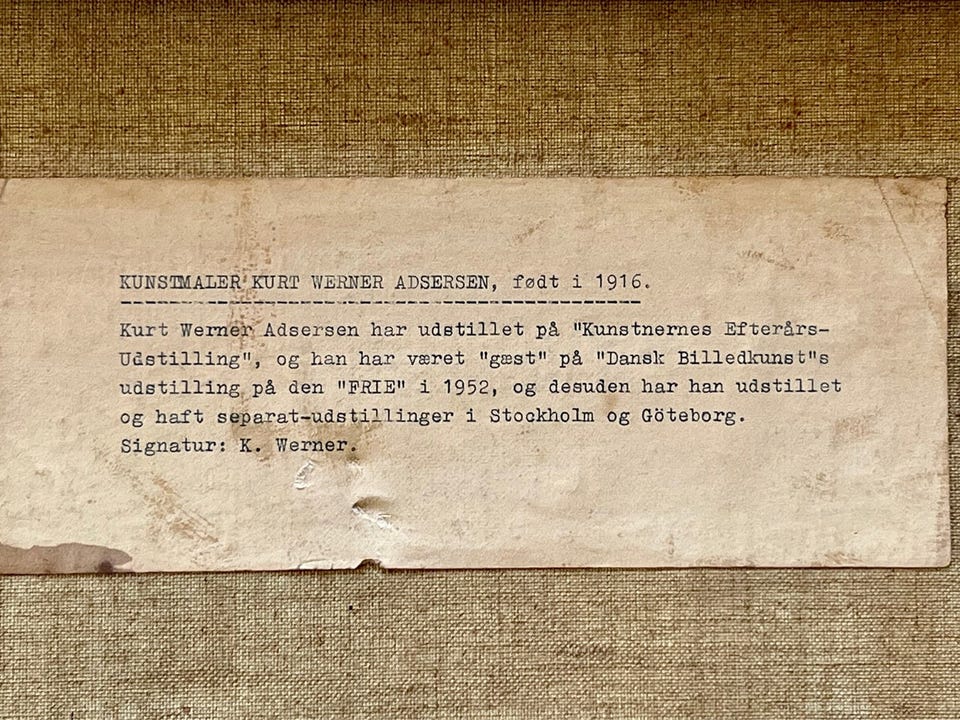 KUNSTMALER KURT WERNER ADSERSEN, født i 1916.
Kurt Werner Adsersen har udstillet på "Kunstnernes Efterårs-
Udstilling", og han har været "gæst" på "Dansk Billedkunst"s
udstilling på den "FRIE" i 1952, og desuden har han udstillet
og haft separat-udstillinger i Stockholm og Göteborg.
Signatur: K. Werner.